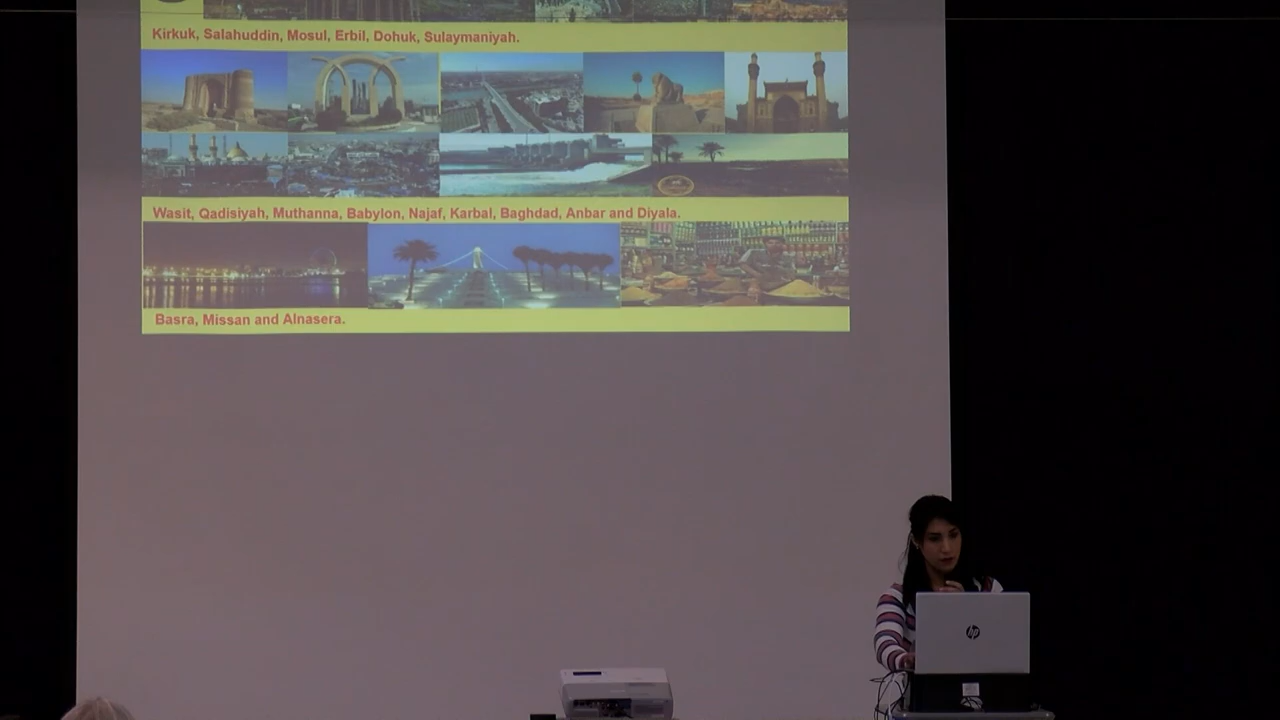 Kirkuk, Salahuddin, Mosul, Erbil, Dohuk, Sulaymaniyah.
Wasit, Qadisiyah, Muthanna, Babylon, Najaf, Karbal, Baghdad, Anbar and Diyala.
Basra, Missan and Alnasera.
hp